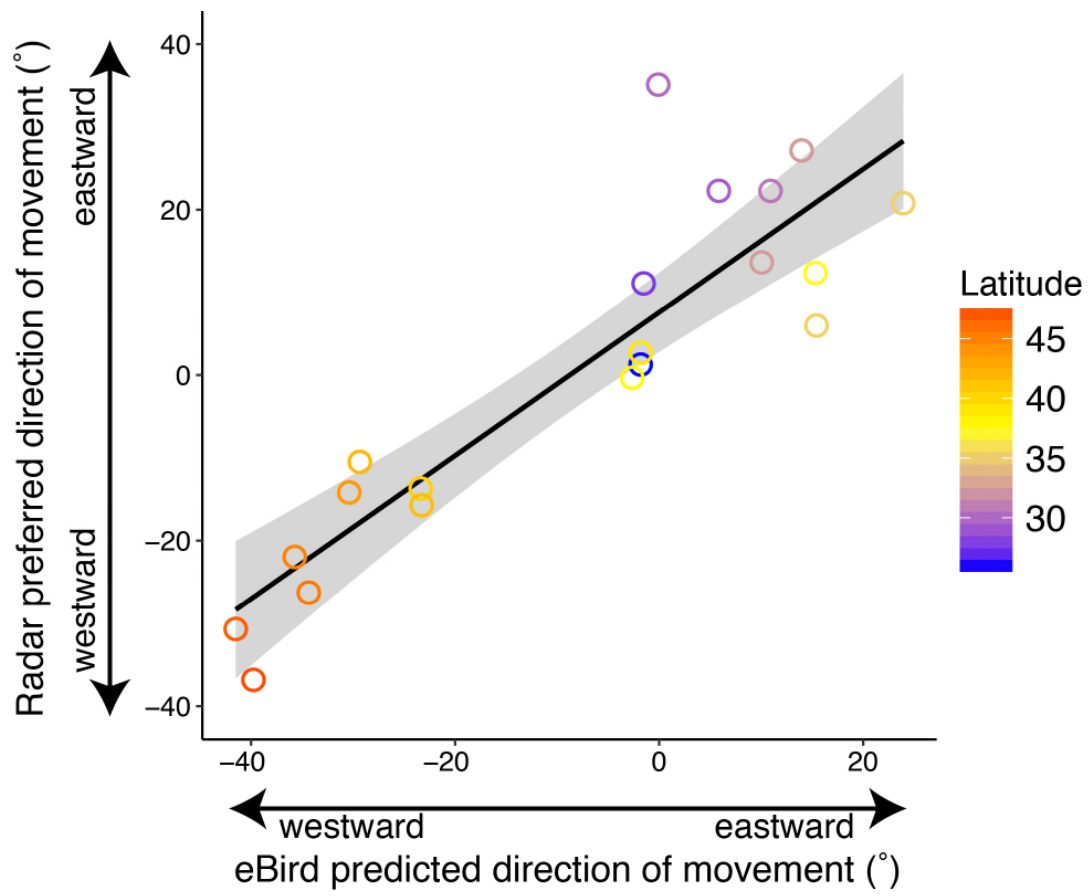 Radar preferred direction of movement (°)
eastward
westward
40
20
0
−20
−40
−40
−20
0
20
westward
eastward
eBird predicted direction of movement (°)
Latitude
45
40
35
30